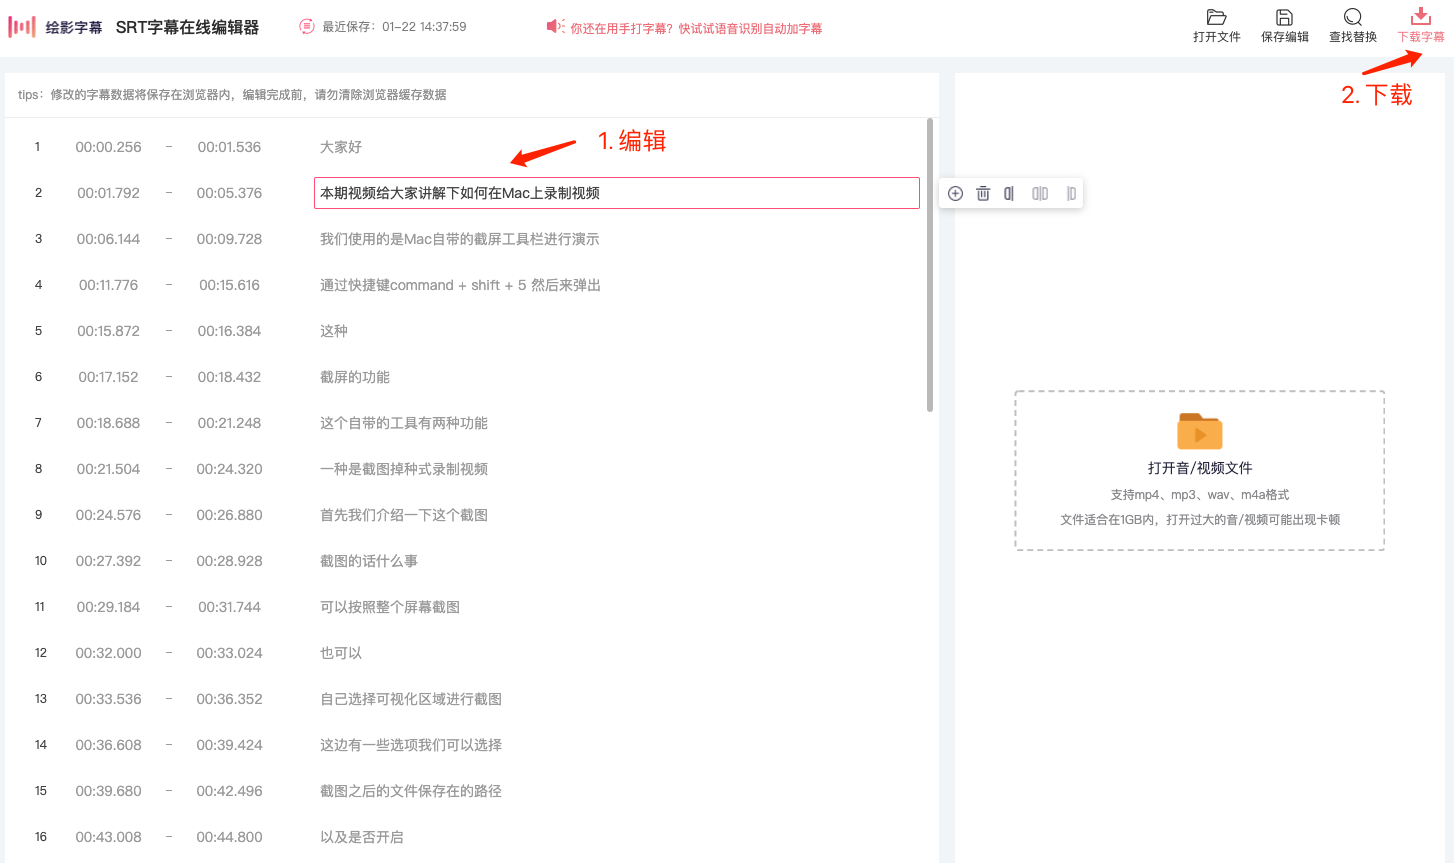 绘影字幕 SRT字幕在线编辑器 最近保存：01-22 14:37:59 你还在用手打字幕？快试试语音识别自动加字幕 打开文件 保存编辑 查找替换 下载字幕
2. 下载
tips：修改的字幕数据将保存在浏览器内，编辑完成前，请勿清除浏览器缓存数据
1. 编辑
1 00:00.256 - 00:01.536 大家好
2 00:01.792 - 00:05.376 本期视频给大家讲解下如何在Mac上录制视频
3 00:06.144 - 00:09.728 我们使用的是Mac自带的截屏工具栏进行演示
4 00:11.776 - 00:15.616 通过快捷键command + shift + 5 然后来弹出
5 00:15.872 - 00:16.384 这种
6 00:17.152 - 00:18.432 截屏的功能
7 00:18.688 - 00:21.248 这个自带的工具有两种功能
8 00:21.504 - 00:24.320 一种是截图掉种式录制视频
9 00:24.576 - 00:26.880 首先我们介绍一下这个截图
10 00:27.392 - 00:28.928 截图的话什么事
11 00:29.184 - 00:31.744 可以按照整个屏幕截图
12 00:32.000 - 00:33.024 也可以
13 00:33.536 - 00:36.352 自己选择可视化区域进行截图
14 00:36.608 - 00:39.424 这边有一些选项我们可以选择
15 00:39.680 - 00:42.496 截图之后的文件保存在的路径
16 00:43.008 - 00:44.800 以及是否开启
打开音/视频文件
支持mp4、mp3、wav、m4a格式
文件适合在1GB内，打开过大的音/视频可能出现卡顿